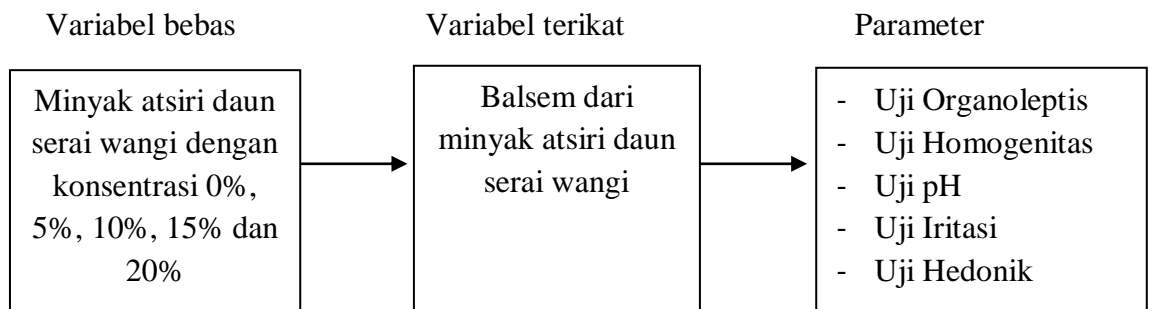 Variabel bebas
Variabel terikat
Parameter
Minyak atsiri daun
serai wangi dengan
konsentrasi 0%,
5%, 10%, 15% dan
20%
Balsem dari
minyak atsiri daun
serai wangi
- Uji Organoleptis
- Uji Homogenitas
- Uji pH
- Uji Iritasi
- Uji Hedonik